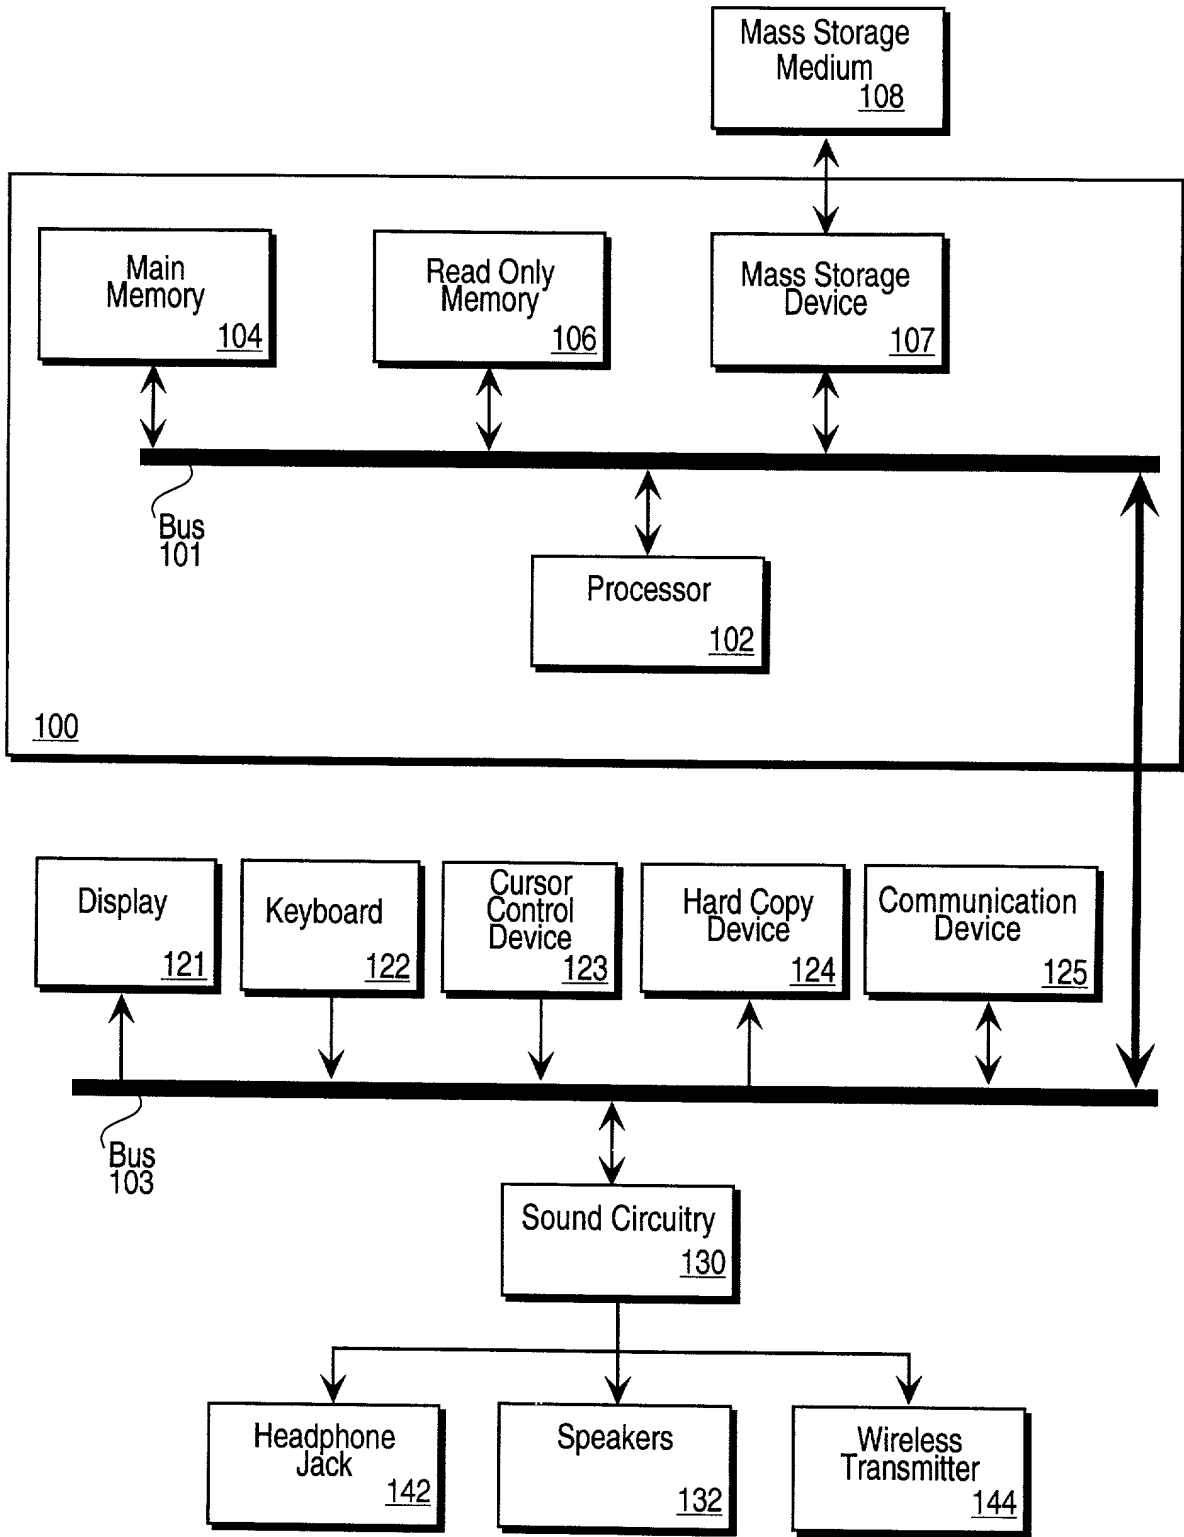 Mass Storage
Medium
108
Main
Memory
104
Read Only
Memory
106
Mass Storage
Device
107
Bus
101
Processor
102
100
Display
121
Keyboard
122
Cursor
Control
Device
123
Hard Copy
Device
124
Communication
Device
125
Bus
103
Sound Circuitry
130
Headphone
Jack
142
Speakers
132
Wireless
Transmitter
144